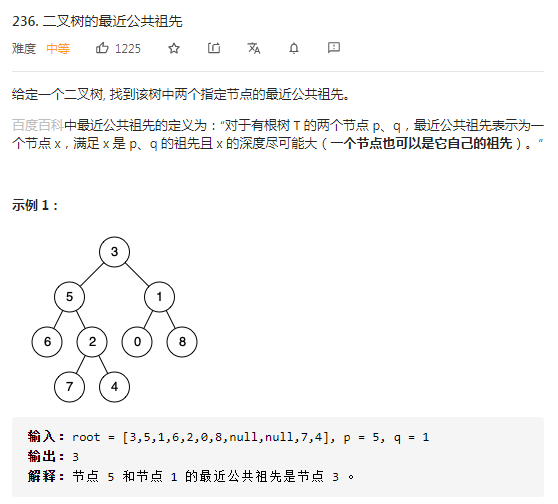 236. 二叉树的最近公共祖先
难度 中等 1225
给定一个二叉树, 找到该树中两个指定节点的最近公共祖先。
百度百科中最近公共祖先的定义为：“对于有根树 T 的两个节点 p、q，最近公共祖先表示为一
个节点 x，满足 x 是 p、q 的祖先且 x 的深度尽可能大（一个节点也可以是它自己的祖先）。”
示例 1：
3
5 1
6 2 0 8
7 4
输入：root = [3,5,1,6,2,0,8,null,null,7,4], p = 5, q = 1
输出：3
解释：节点 5 和节点 1 的最近公共祖先是节点 3 。